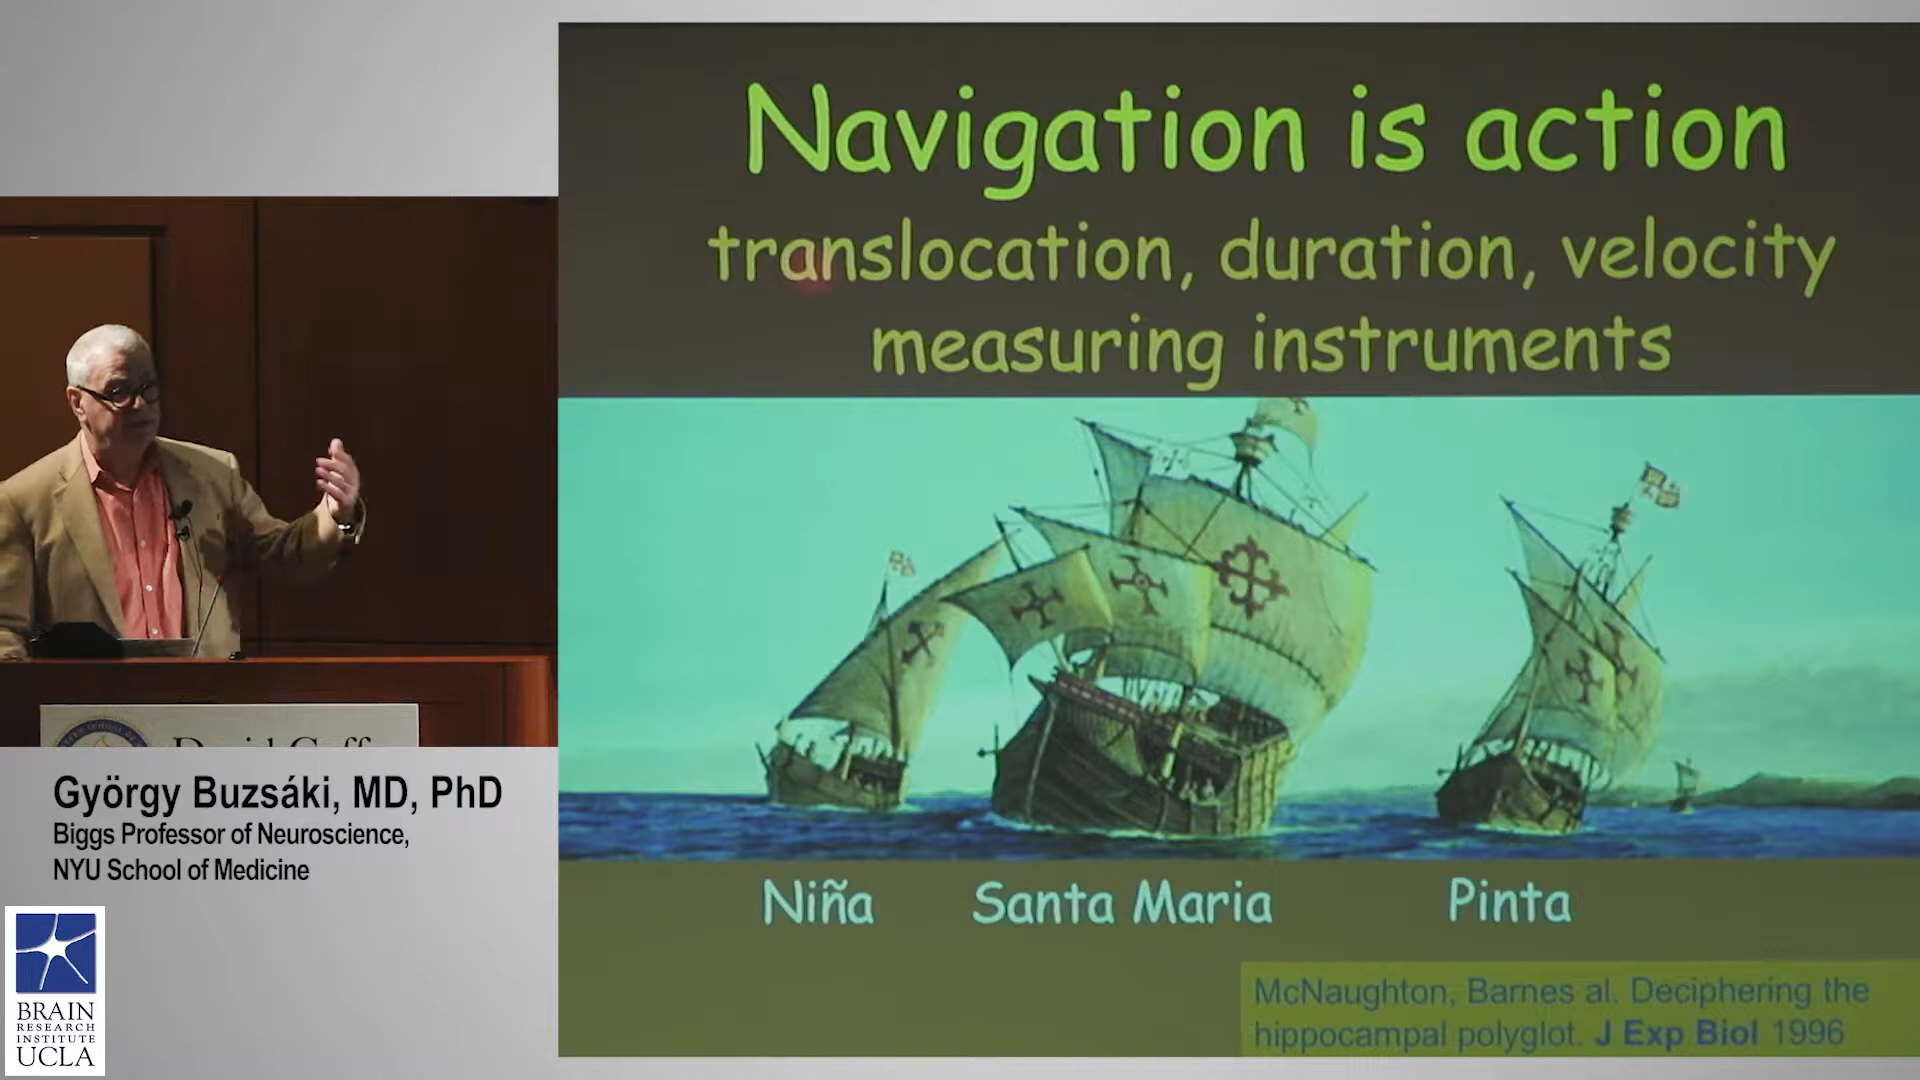 Navigation is action
translocation, duration, velocity
measuring instruments
Niña
Santa Maria
Pinta
McNaughton, Barnes al. Deciphering the
hippocampal polyglot. J Exp Biol 1996
David Geff
György Buzsáki, MD, PhD
Biggs Professor of Neuroscience,
NYU School of Medicine
BRAIN
RESEARCH
INSTITUTE
UCLA